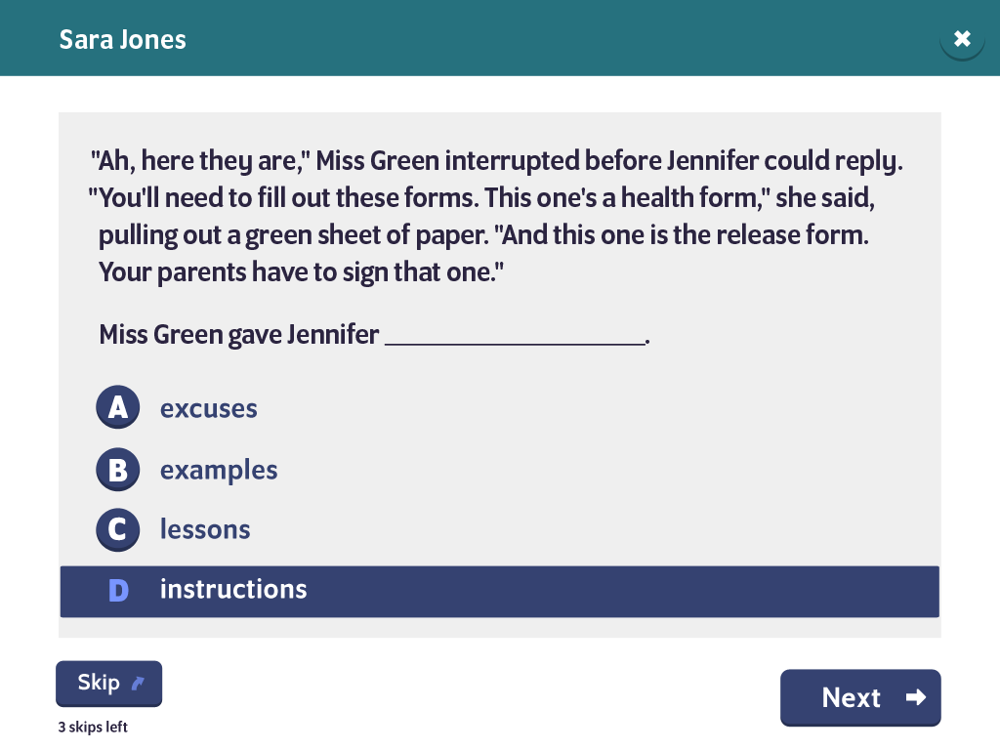 Sara Jones
"Ah, here they are," Miss Green interrupted before Jennifer could reply.
"You'll need to fill out these forms. This one's a health form," she said,
pulling out a green sheet of paper. "And this one is the release form.
Your parents have to sign that one."
Miss Green gave Jennifer ____________________.
A excuses
B examples
C lessons
D instructions
Skip
3 skips left
Next